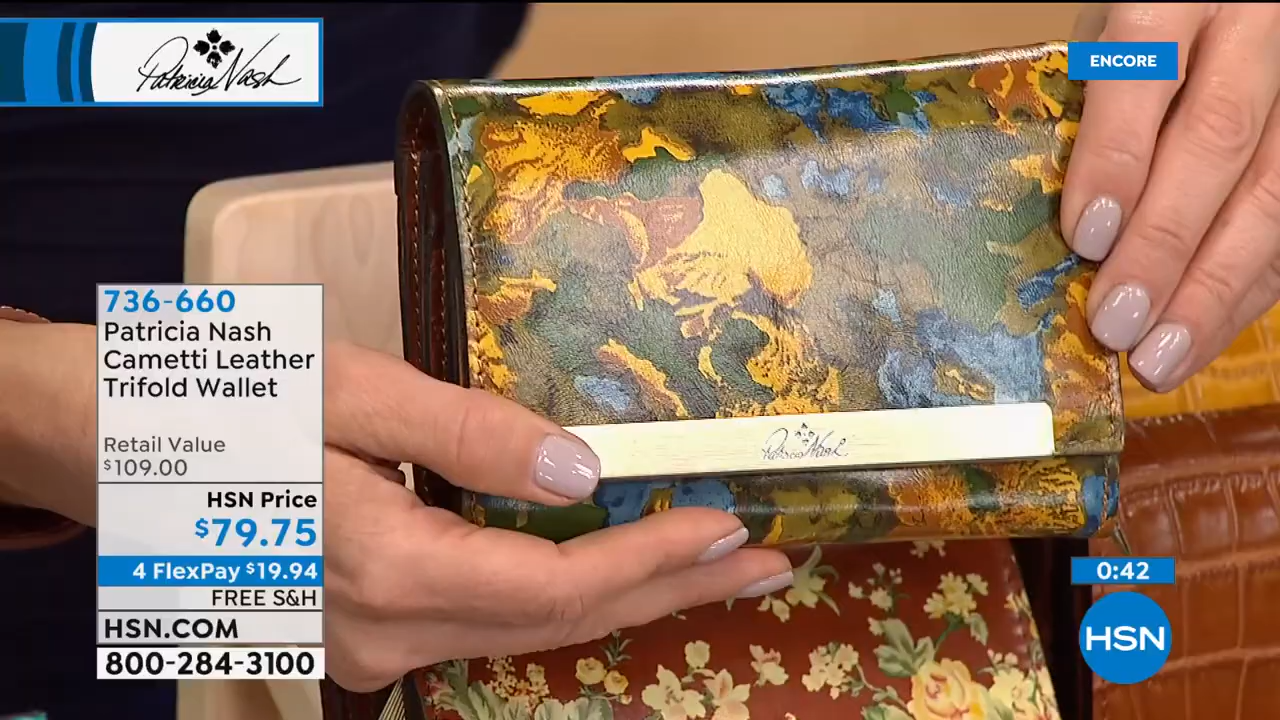 Patricia Nash
ENCORE
736-660
Patricia Nash
Cametti Leather
Trifold Wallet
Retail Value
$109.00
HSN Price
$79.75
4 FlexPay $19.94
FREE S&H
HSN.COM
800-284-3100
Patricia Nash
0:42
HSN